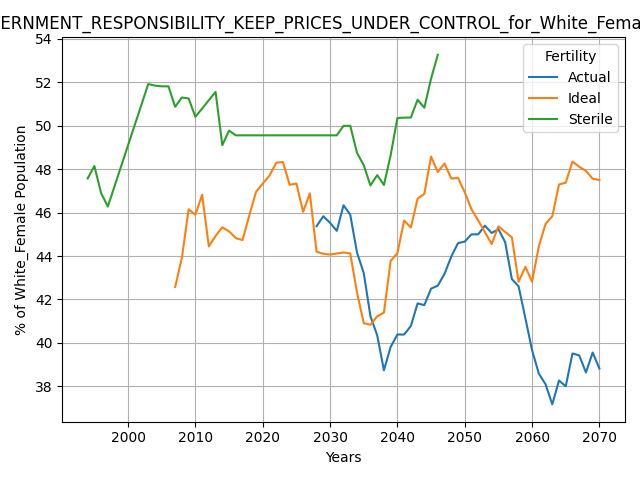 ERNMENT_RESPONSIBILITY_KEEP_PRICES_UNDER_CONTROL_for_White_Fema
54
52
50
48
46
44
42
40
38
% of White_Female Population
Fertility
Actual
Ideal
Sterile
2000 2010 2020 2030 2040 2050 2060 2070
Years